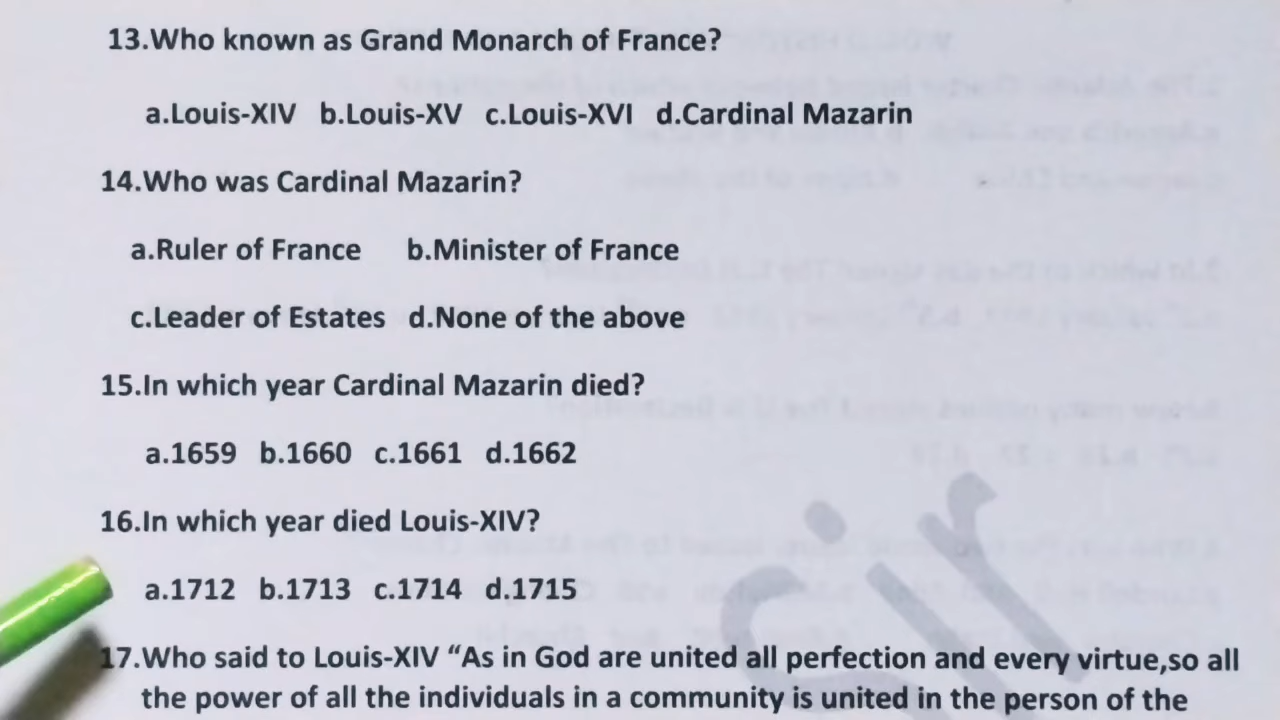 13.Who known as Grand Monarch of France?
a.Louis-XIV b.Louis-XV c.Louis-XVI d.Cardinal Mazarin
14.Who was Cardinal Mazarin?
a.Ruler of France b.Minister of France
c.Leader of Estates d.None of the above
15.In which year Cardinal Mazarin died?
a.1659 b.1660 c.1661 d.1662
16.In which year died Louis-XIV?
a.1712 b.1713 c.1714 d.1715
17.Who said to Louis-XIV “As in God are united all perfection and every virtue,so all
the power of all the individuals in a community is united in the person of the
Sir